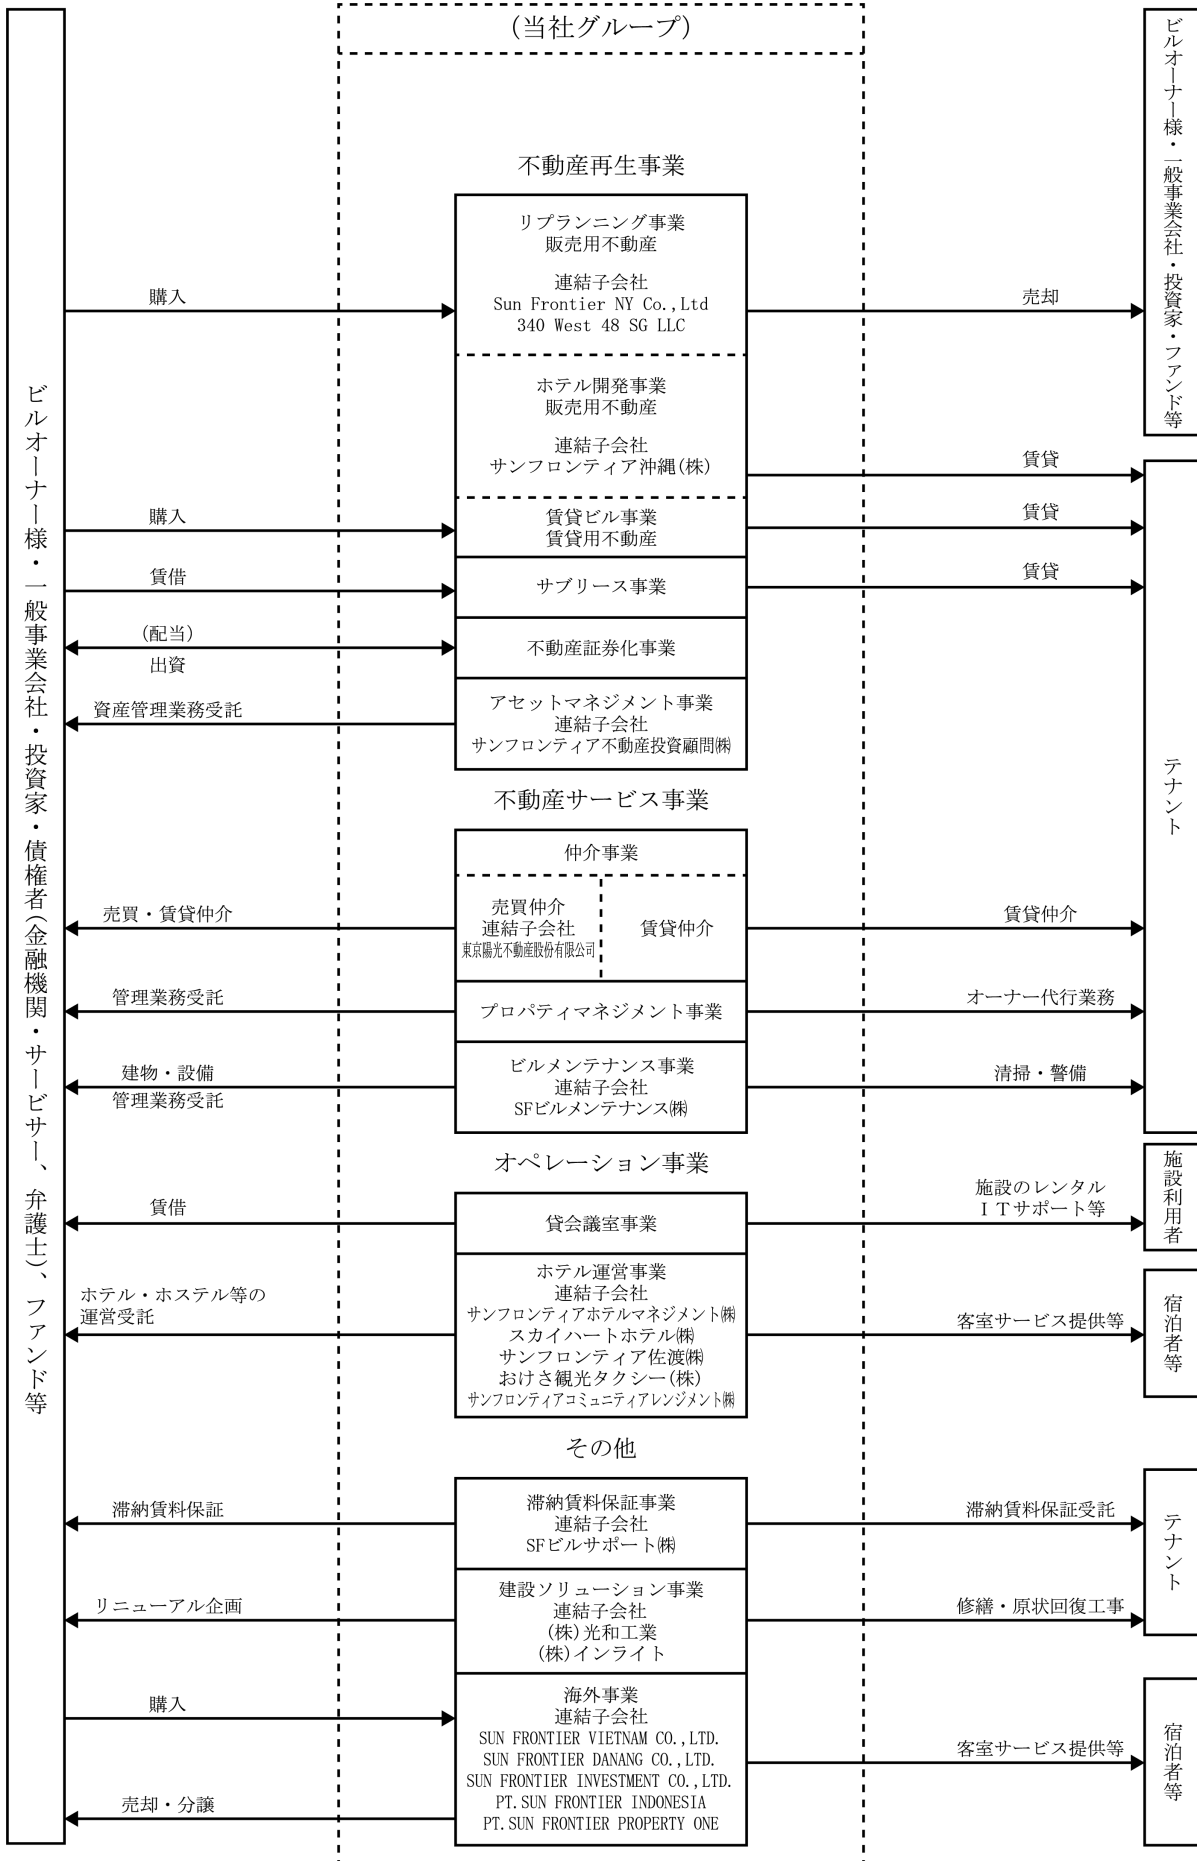 (当社グループ)
ビルオーナー様・一般事業会社・投資家・債権者(金融機関・サービサー、弁護士)、ファンド等
ビルオーナー様・一般事業会社・投資家・ファンド等
不動産再生事業
リプランニング事業
販売用不動産
連結子会社
Sun Frontier NY Co.,Ltd
340 West 48 SG LLC
購入
売却
ホテル開発事業
販売用不動産
連結子会社
サンフロンティア沖縄(株)
賃貸
テナント
購入
賃貸ビル事業
賃貸用不動産
賃貸
賃借
サブリース事業
賃貸
(配当)
出資
不動産証券化事業
資産管理業務受託
アセットマネジメント事業
連結子会社
サンフロンティア不動産投資顧問㈱
不動産サービス事業
仲介事業
売買・賃貸仲介
売買仲介
連結子会社
東京陽光不動産股份有限公司
賃貸仲介
賃貸仲介
管理業務受託
プロパティマネジメント事業
オーナー代行業務
建物・設備
管理業務受託
ビルメンテナンス事業
連結子会社
SFビルメンテナンス㈱
清掃・警備
オペレーション事業
賃借
貸会議室事業
施設のレンタル
ITサポート等
施設利用者
ホテル・ホステル等の
運営受託
ホテル運営事業
連結子会社
サンフロンティアホテルマネジメント㈱
スカイハートホテル㈱
サンフロンティア佐渡㈱
おけさ観光タクシー(株)
サンフロンティアコミュニティアレンジメント㈱
客室サービス提供等
宿泊者等
その他
滞納賃料保証
滞納賃料保証事業
連結子会社
SFビルサポート㈱
滞納賃料保証受託
テナント
リニューアル企画
建設ソリューション事業
連結子会社
(株)光和工業
(株)インライト
修繕・原状回復工事
購入
海外事業
連結子会社
SUN FRONTIER VIETNAM CO.,LTD.
SUN FRONTIER DANANG CO.,LTD.
SUN FRONTIER INVESTMENT CO.,LTD.
PT.SUN FRONTIER INDONESIA
PT.SUN FRONTIER PROPERTY ONE
客室サービス提供等
宿泊者等
売却・分譲